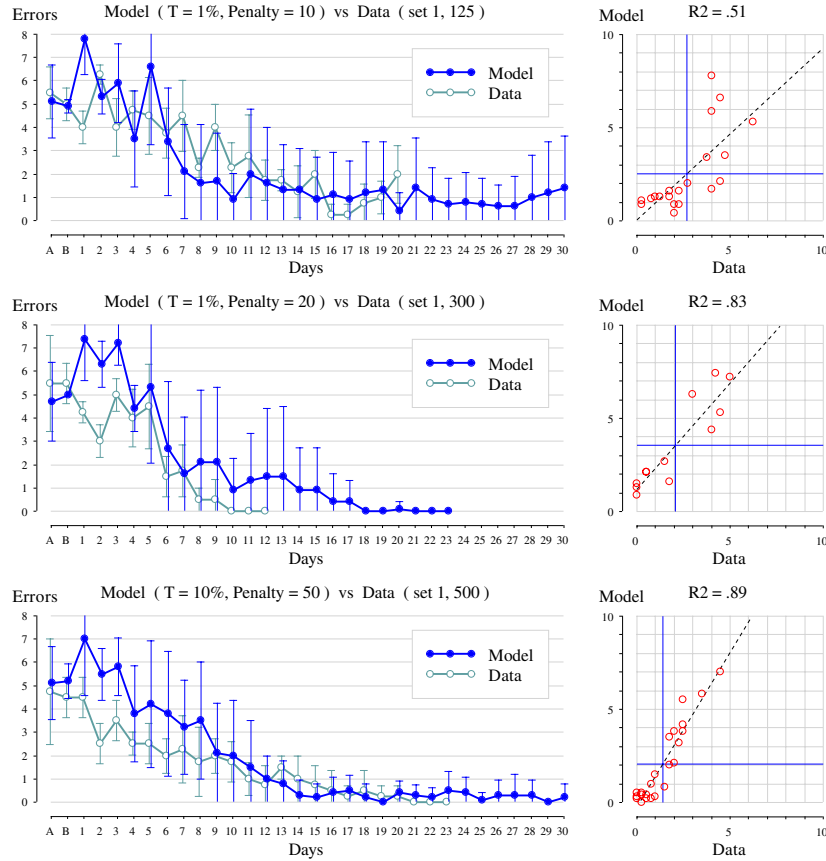 Model ( T = 1%, Penalty = 10 ) vs Data ( set 1, 125 )
Errors
8
7
6
5
4
3
2
1
0
Model
Data
A B 1 2 3 4 5 6 7 8 9 10 11 12 13 14 15 16 17 18 19 20 21 22 23 24 25 26 27 28 29 30
Days
Model R2 = .51
10
5
0 5 10
Data
Errors Model ( T = 1%, Penalty = 20 ) vs Data ( set 1, 300 )
8
7
6
5
4
3
2
1
0
Model
Data
A B 1 2 3 4 5 6 7 8 9 10 11 12 12 14 15 16 17 18 19 20 21 22 23 24 25 26 27 28 29 30
Days
Model R2 = .83
10
5
0
0 5 10
Data
Errors Model ( T = 10%, Penalty = 50 ) vs Data ( set 1, 500 )
8
7
6
5
4
3
2
1
0
Model
Data
A B 1 2 3 4 5 6 7 8 9 10 11 12 13 14 15 16 17 18 19 20 21 22 23 24 25 26 27 28 29 30
Days
Model R2 = .89
10
5
0
0 5 10
Data